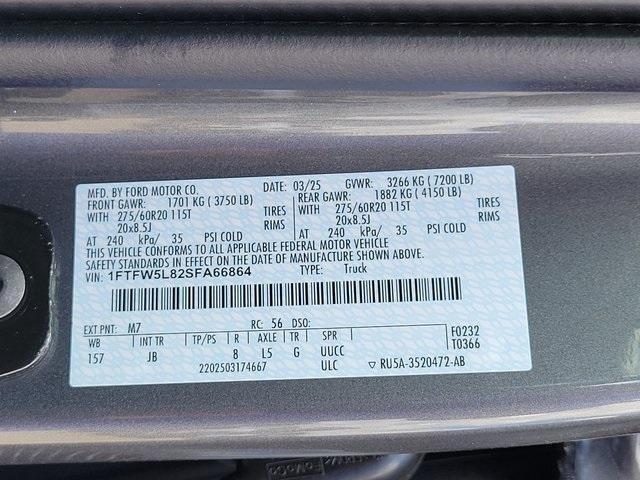 MFD. BY FORD MOTOR CO. DATE: 03/25 GVWR: 3266 KG ( 7200 LB)
FRONT GAWR: 1701 KG ( 3750 LB) REAR GAWR: 1882 KG ( 4150 LB)
WITH 275/60R20 115T TIRES WITH 275/60R20 115T TIRES
20x8.5J RIMS 20x8.5J RIMS
AT 240 kPa/ 35 PSI COLD AT 240 kPa/ 35 PSI COLD
THIS VEHICLE CONFORMS TO ALL APPLICABLE FEDERAL MOTOR VEHICLE
SAFETY STANDARDS IN EFFECT ON THE DATE OF MANUFACTURE SHOWN ABOVE.
VIN: 1FTFW5L82SFA66864 TYPE: Truck
EXT PNT: M7 RC: 56 DSO:
WB INT TR TP/PS R AXLE TR SPR F0232
157 JB 8 L5 G UUCC T0366
2202503174667 ULC ▽ RU5A-3520472-AB
FoMoCo